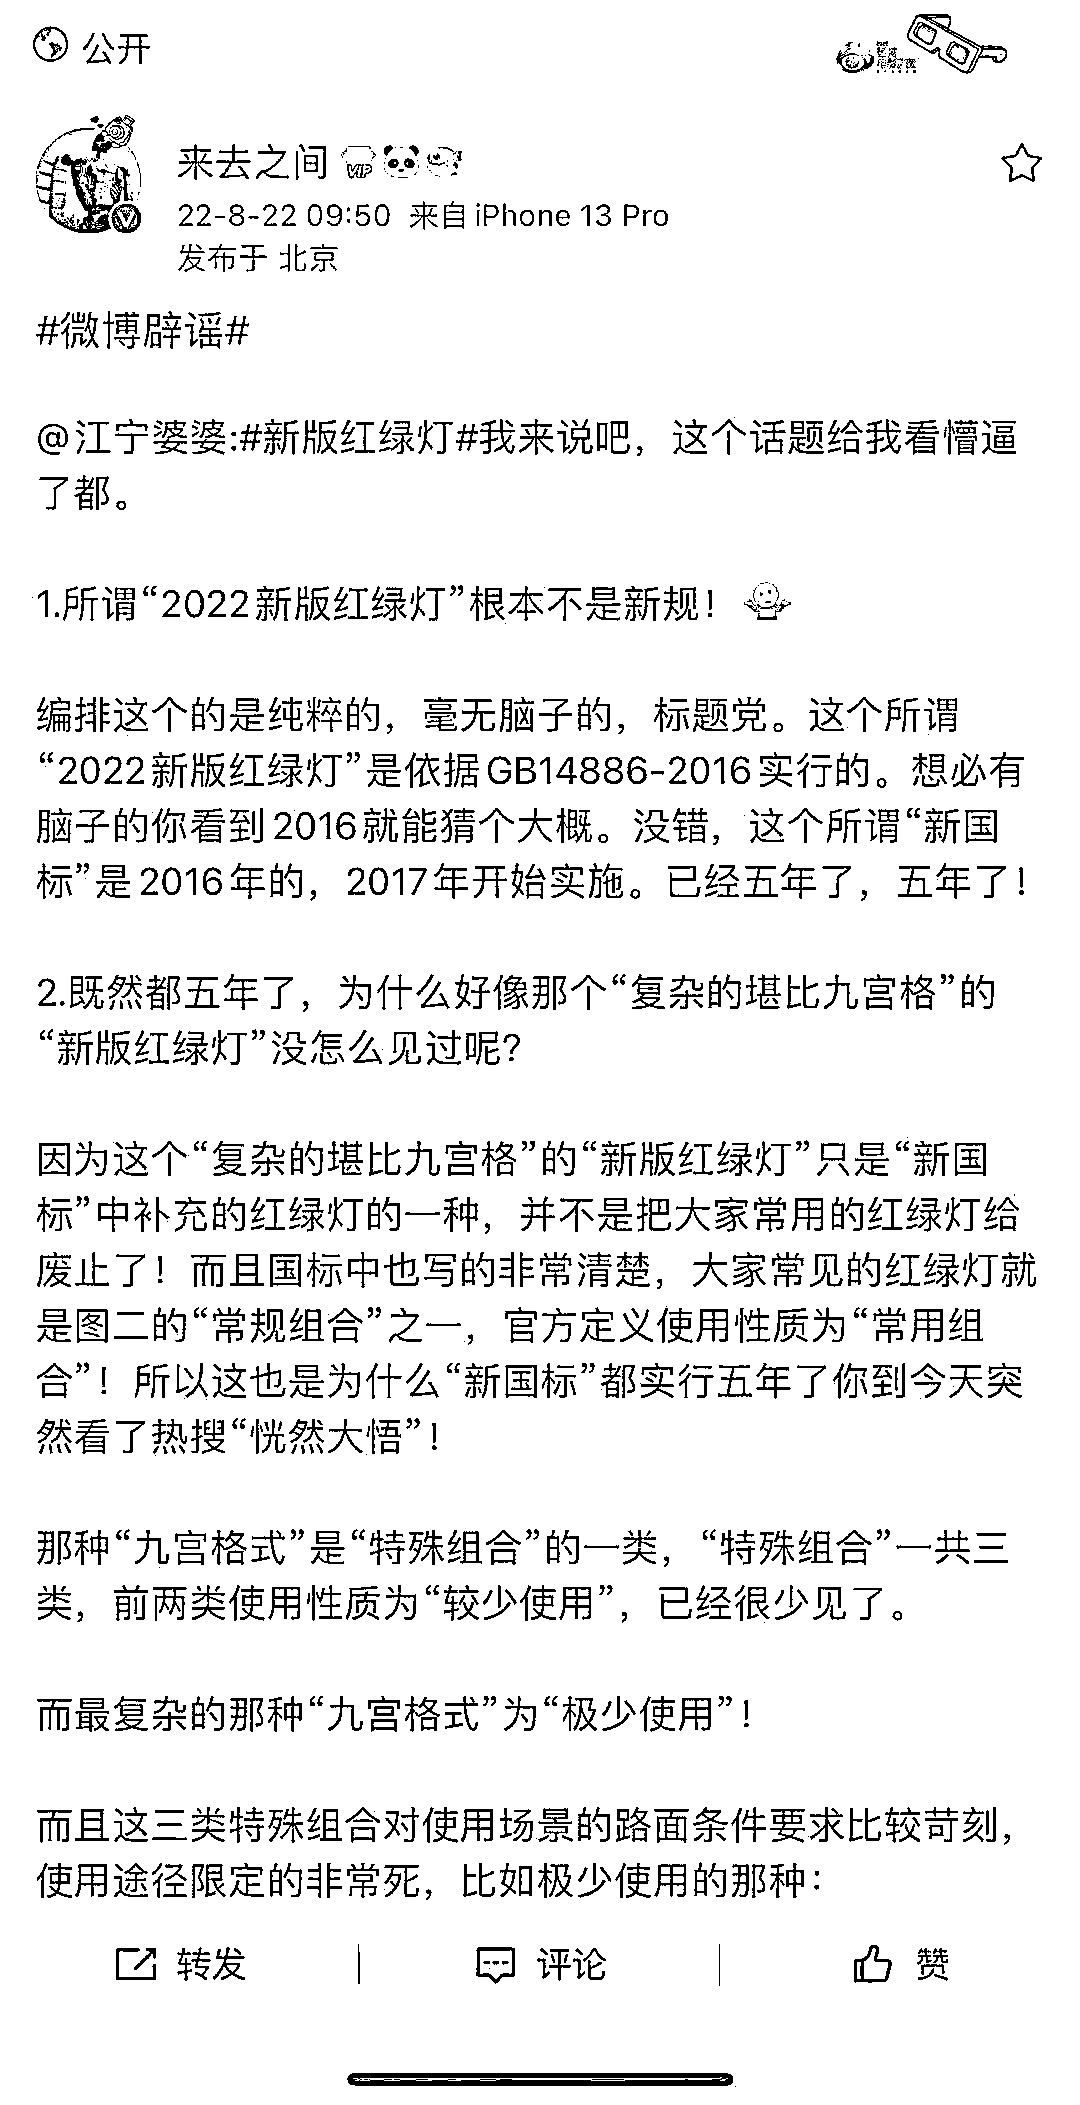 公开
来去之间
VIP
22-8-22 09:50 来自 iPhone 13 Pro
发布于 北京
#微博辟谣#
@江宁婆婆:#新版红绿灯#我来说吧，这个话题给我看懵逼
了都。
1.所谓“2022新版红绿灯”根本不是新规！
编排这个的是纯粹的，毫无脑子的，标题党。这个所谓
“2022新版红绿灯”是依据GB14886-2016实行的。想必有
脑子的你看到2016就能猜个大概。没错，这个所谓“新国
标”是2016年的，2017年开始实施。已经五年了，五年了！
2.既然都五年了，为什么好像那个“复杂的堪比九宫格”的
“新版红绿灯”没怎么见过呢？
因为这个“复杂的堪比九宫格”的“新版红绿灯”只是“新国
标”中补充的红绿灯的一种，并不是把大家常用的红绿灯给
废止了！而且国标中也写的非常清楚，大家常见的红绿灯就
是图二的“常规组合”之一，官方定义使用性质为“常用组
合”！所以这也是为什么“新国标”都实行五年了你到今天突
然看了热搜“恍然大悟”！
那种“九宫格式”是“特殊组合”的一类，“特殊组合”一共三
类，前两类使用性质为“较少使用”，已经很少见了。
而最复杂的那种“九宫格式”为“极少使用”！
而且这三类特殊组合对使用场景的路面条件要求比较苛刻，
使用途径限定的非常死，比如极少使用的那种：
转发
评论
赞